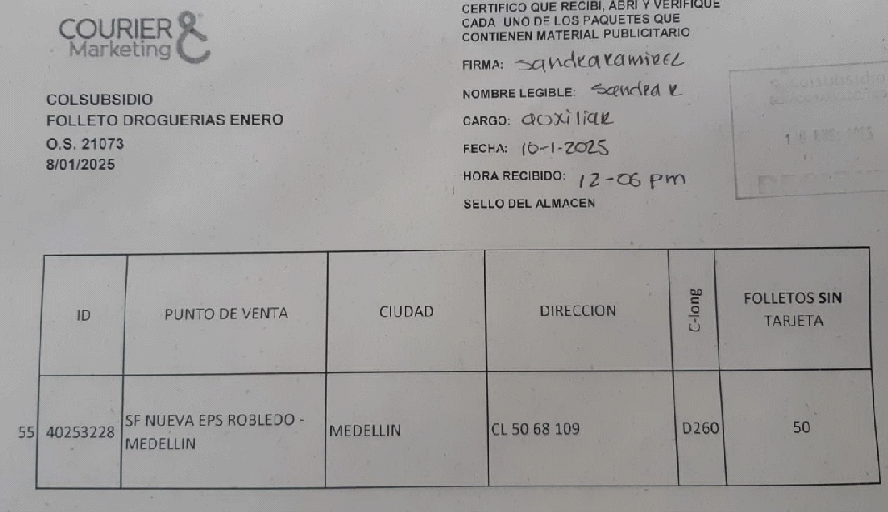 COURIER &
Marketing
COLSUBSIDIO
FOLLETO DROGUERIAS ENERO
O.S. 21073
8/01/2025
CERTIFICO QUE RECIBI, ABRI Y VERIFIQUE
CADA UNO DE LOS PAQUETES QUE
CONTIENEN MATERIAL PUBLICITARIO
FIRMA: Sandra Ramirez
NOMBRE LEGIBLE: Sandra R
CARGO: auxiliar
FECHA: 10-1-2025
HORA RECIBIDO: 12-06 pm
SELLO DEL ALMACEN
ID PUNTO DE VENTA CIUDAD DIRECCION C-long FOLLETOS SIN
TARJETA
55 40253228 SF NUEVA EPS ROBLEDO -
MEDELLIN MEDELLIN CL 50 68 109 D260 50